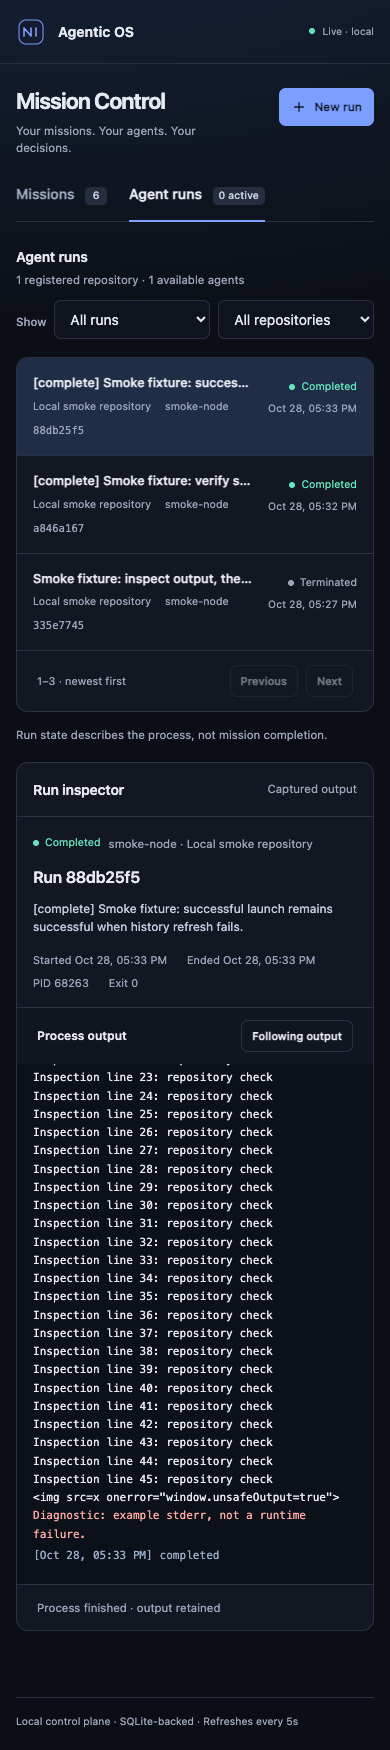 NI
Agentic OS
Live · local
Mission Control
New run
Your missions. Your agents. Your
decisions.
Missions 6
Agent runs 0 active
Agent runs
1 registered repository · 1 available agents
Show All runs All repositories
[complete] Smoke fixture: succes...
Completed
Local smoke repository smoke-node
Oct 28, 05:33 PM
88db25f5
[complete] Smoke fixture: verify s...
Completed
Local smoke repository smoke-node
Oct 28, 05:32 PM
a846a167
Smoke fixture: inspect output, the...
Terminated
Local smoke repository smoke-node
Oct 28, 05:27 PM
335e7745
1–3 · newest first
Previous Next
Run state describes the process, not mission completion.
Run inspector
Captured output
Completed smoke-node · Local smoke repository
Run 88db25f5
[complete] Smoke fixture: successful launch remains
successful when history refresh fails.
Started Oct 28, 05:33 PM Ended Oct 28, 05:33 PM
PID 68263 Exit 0
Process output
Following output
Inspection line 23: repository check
Inspection line 24: repository check
Inspection line 25: repository check
Inspection line 26: repository check
Inspection line 27: repository check
Inspection line 28: repository check
Inspection line 29: repository check
Inspection line 30: repository check
Inspection line 31: repository check
Inspection line 32: repository check
Inspection line 33: repository check
Inspection line 34: repository check
Inspection line 35: repository check
Inspection line 36: repository check
Inspection line 37: repository check
Inspection line 38: repository check
Inspection line 39: repository check
Inspection line 40: repository check
Inspection line 41: repository check
Inspection line 42: repository check
Inspection line 43: repository check
Inspection line 44: repository check
Inspection line 45: repository check
<img src=x onerror="window.unsafeOutput=true">
Diagnostic: example stderr, not a runtime
failure.
[Oct 28, 05:33 PM] completed
Process finished · output retained
Local control plane · SQLite-backed · Refreshes every 5s